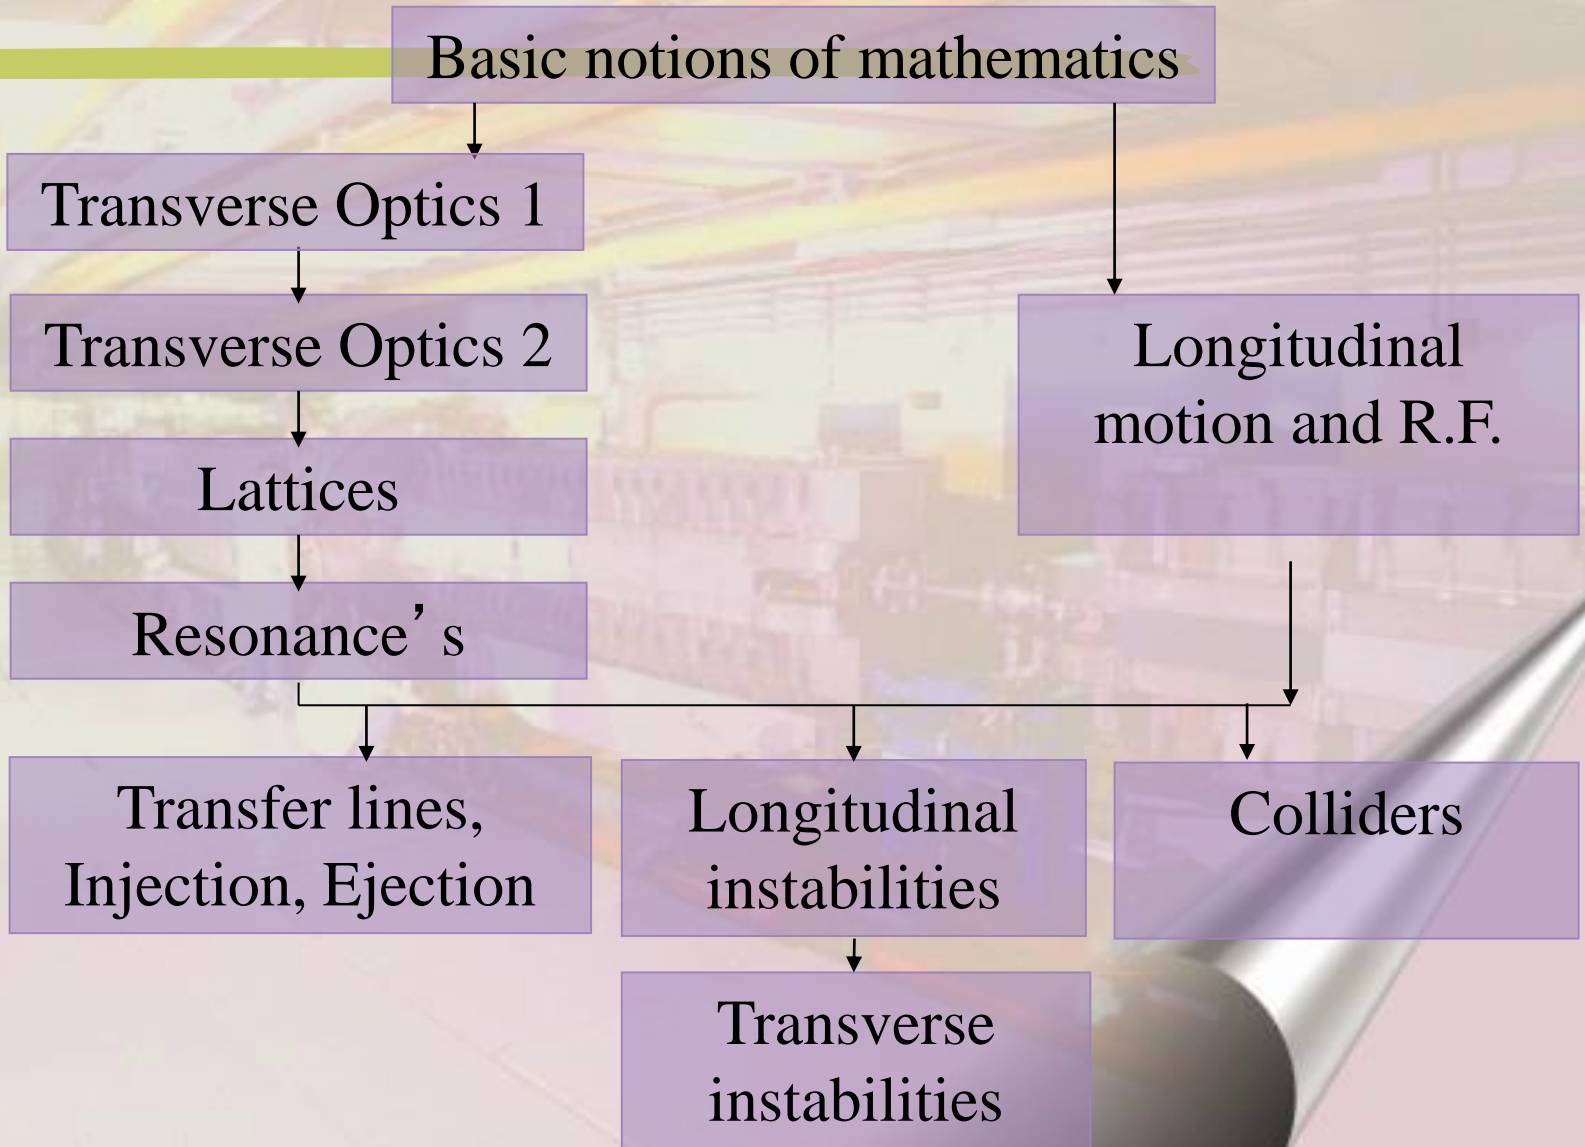 Basic notions of mathematics
Transverse Optics 1
Transverse Optics 2
Longitudinal
motion and R.F.
Lattices
Resonance’s
Transfer lines,
Injection, Ejection
Longitudinal
instabilities
Colliders
Transverse
instabilities